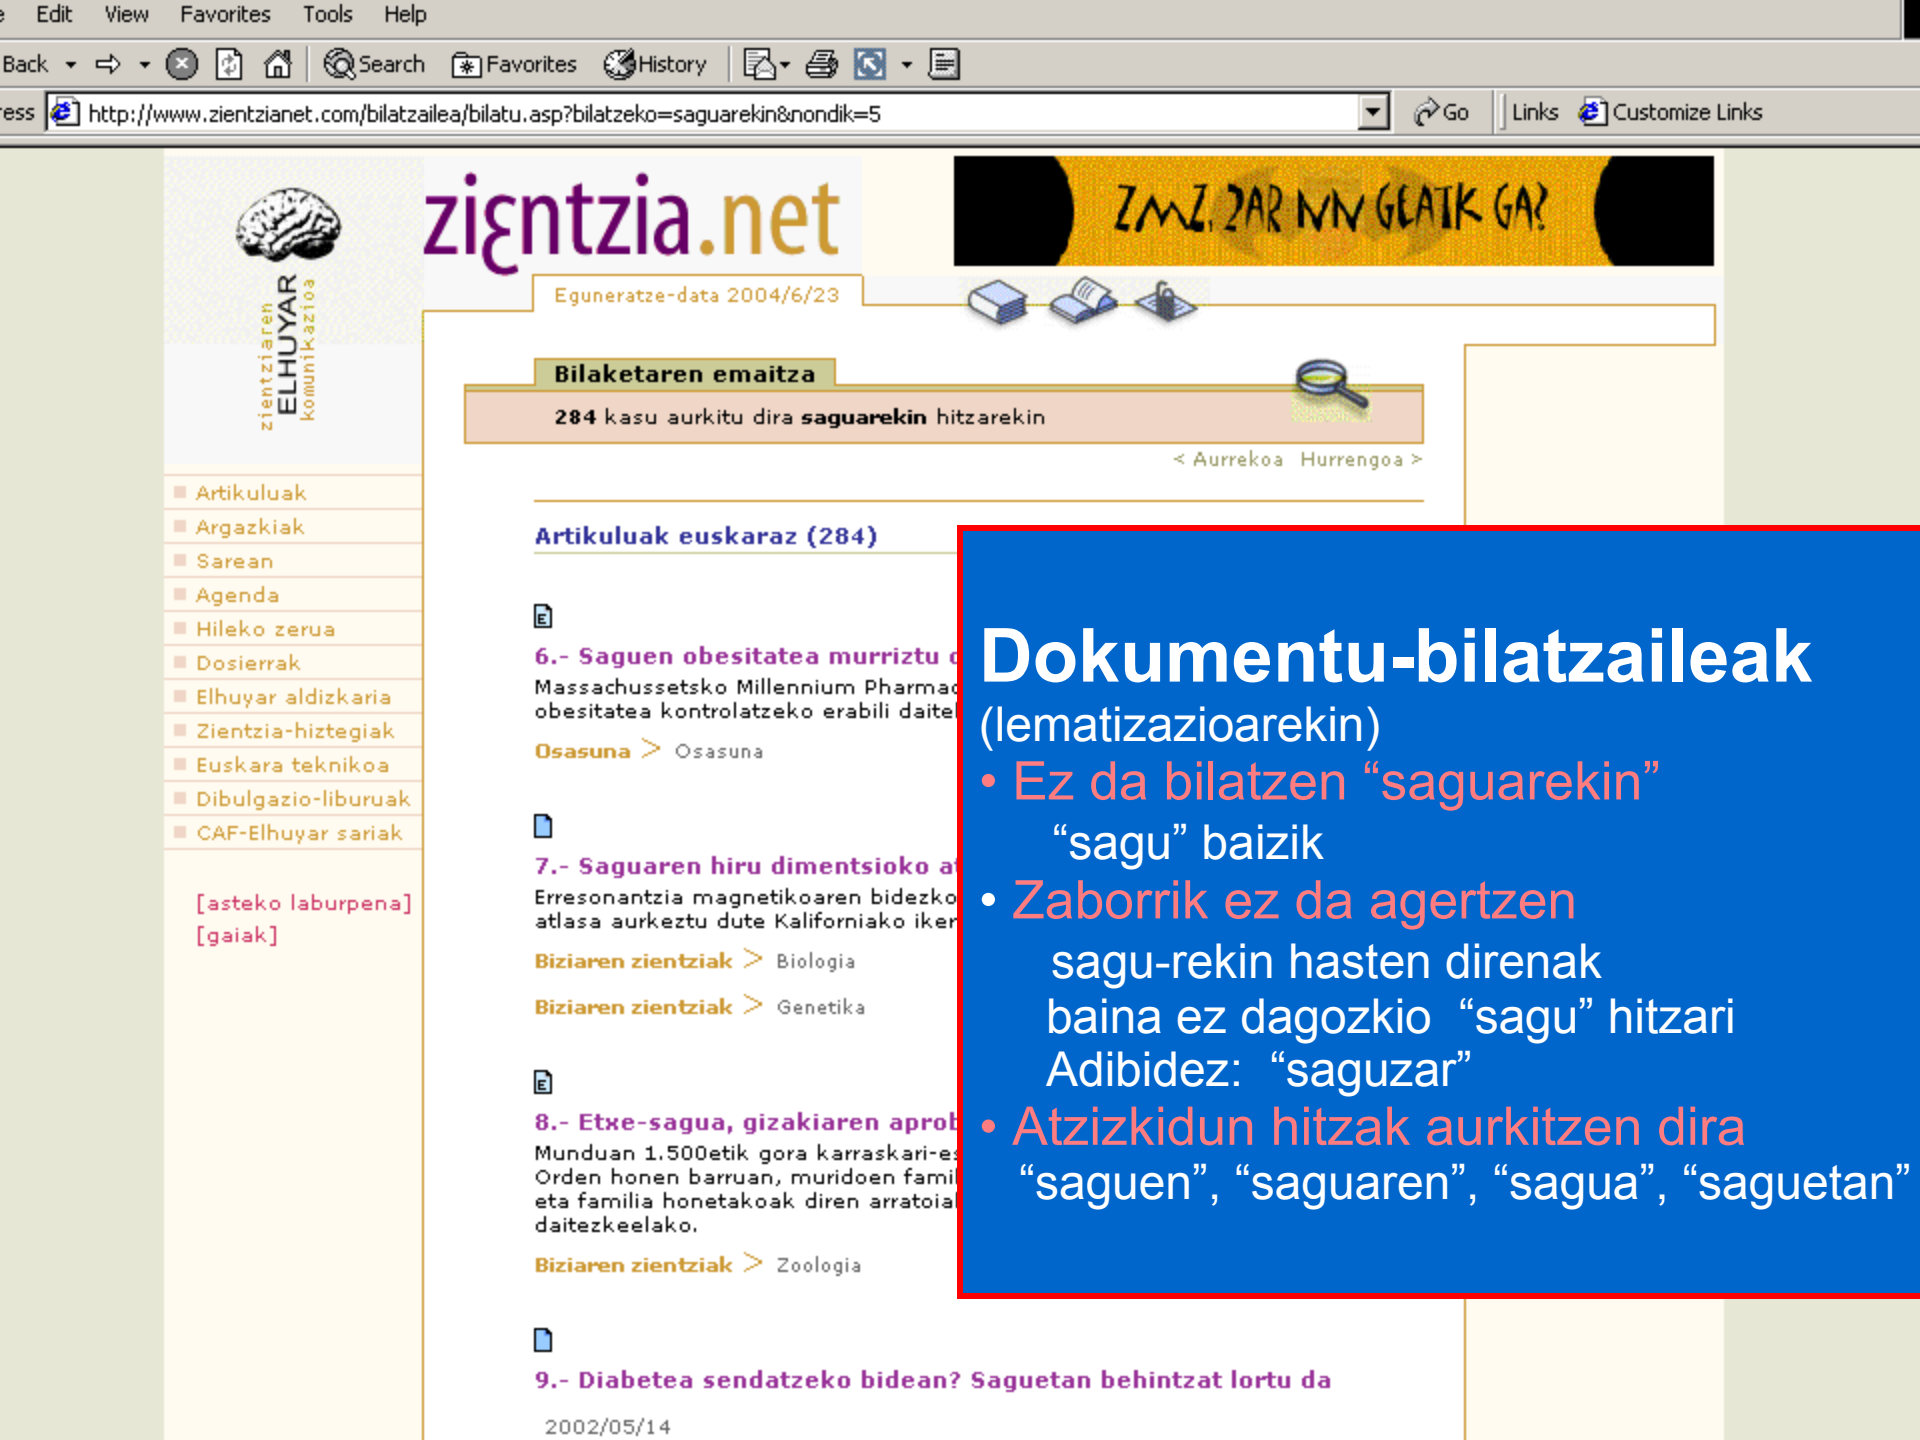 Edit View Favorites Tools Help
Back Search Favorites History
ress http://www.zientzianet.com/bilatzailea/bilatu.asp?bilatzeko=saguarekin&nondik=5 Go Links Customize Links
zientziaren
ELHUYAR
komunikazioa
zientzia.net
Eguneratze-data 2004/6/23
Bilaketaren emaitza
284 kasu aurkitu dira saguarekin hitzarekin
< Aurrekoa Hurrengoa >
Artikuluak
Argazkiak
Sarean
Agenda
Hileko zerua
Dosierrak
Elhuyar aldizkaria
Zientzia-hiztegiak
Euskara teknikoa
Dibulgazio-liburuak
CAF-Elhuyar sariak
[asteko laburpena]
[gaiak]
Artikuluak euskaraz (284)
6.- Saguen obesitatea murriztu
Massachussetsko Millennium Pharmac
obesitatea kontrolatzeko erabili daite
Osasuna > Osasuna
7.- Saguaren hiru dimentsioko at
Erresonantzia magnetikoaren bidezko
atlasa aurkeztu dute Kaliforniako iker
Biziaren zientziak > Biologia
Biziaren zientziak > Genetika
8.- Etxe-sagua, gizakiaren aprob
Munduan 1.500etik gora karraskari-es
Orden honen barruan, muridoen famil
eta familia honetakoak diren arratoial
daitezkeelako.
Biziaren zientziak > Zoologia
9.- Diabetea sendatzeko bidean? Saguetan behintzat lortu da
2002/05/14
Dokumentu-bilatzaileak
(lematizazioarekin)
• Ez da bilatzen “saguarekin”
“sagu” baizik
• Zaborrik ez da agertzen
sagu-rekin hasten direnak
baina ez dagozkio “sagu” hitzari
Adibidez: “saguzar”
• Atzizkidun hitzak aurkitzen dira
“saguen”, “saguaren”, “sagua”, “saguetan”